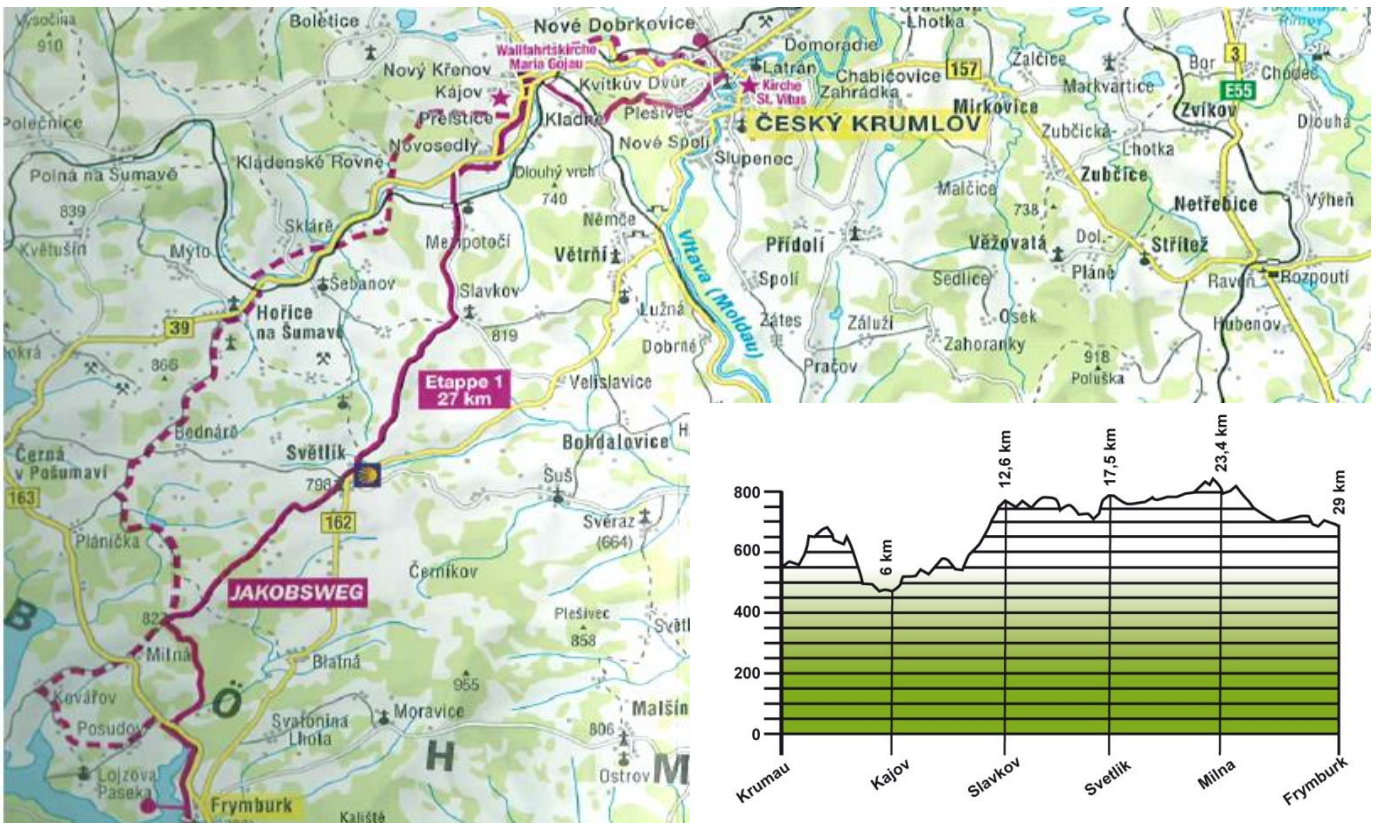 Vysočina
910
Boletice
Nové Dobrkovice
Lhotka
3
Wallfahrtskirche
Maria Gojau
Domoradie
Nový Křenov
Kájov
Kvítkův Dvůr
Latrán
Kirche
St. Vitus
Chabičovice
Zahrádka
157
Zalčice
Markvartice
Bor
Chodeč
E55
Polečnice
Přelštice
Kladné
Plešivec
ČESKÝ KRUMLOV
Mirkovice
Zvíkov
Dlouhá
Novosedly
Nové Spolí
Slupenec
Zubčická
Lhotka
Kladenské Rovné
Polná na Šumavě
Dlouhý vrch
740
Malčice
Zubčice
Výheň
839
Květušín
Sklárě
Němče
738
Netřebice
Mýto
Mezipotočí
Větřní
Vltava (Moldau)
Přídolí
Věžovatá
Pláně
Dol.-
Střítež
Šebanov
Slavkov
Spolí
Sedlice
Raveň
Rozpoutí
39
Hořice
na Šumavě
819
Lužná
Zátes
Záluží
Osek
Hubenov
Dobrné
Zahoranky
918
Poluška
Pračov
Etappe 1
27 km
Velislavice
Bednáře
Světlík
798
Bohdalovice
Černá
v Pošumaví
163
Suš
162
Svéraz
(664)
Plánička
Černíkov
JAKOBSWEG
Plešivec
858
B
Milná
Blatná
955
Kovářov
Ö
Posudov
Svatonina
Lhota
Moravice
Malšín
806
H
M
Lojzova
Paseka
Ostrov
Frymburk
Kaliště
6 km
12,6 km
17,5 km
23,4 km
29 km
800
600
400
200
0
Krumau
Kajov
Slavkov
Svetlik
Milna
Frymburk